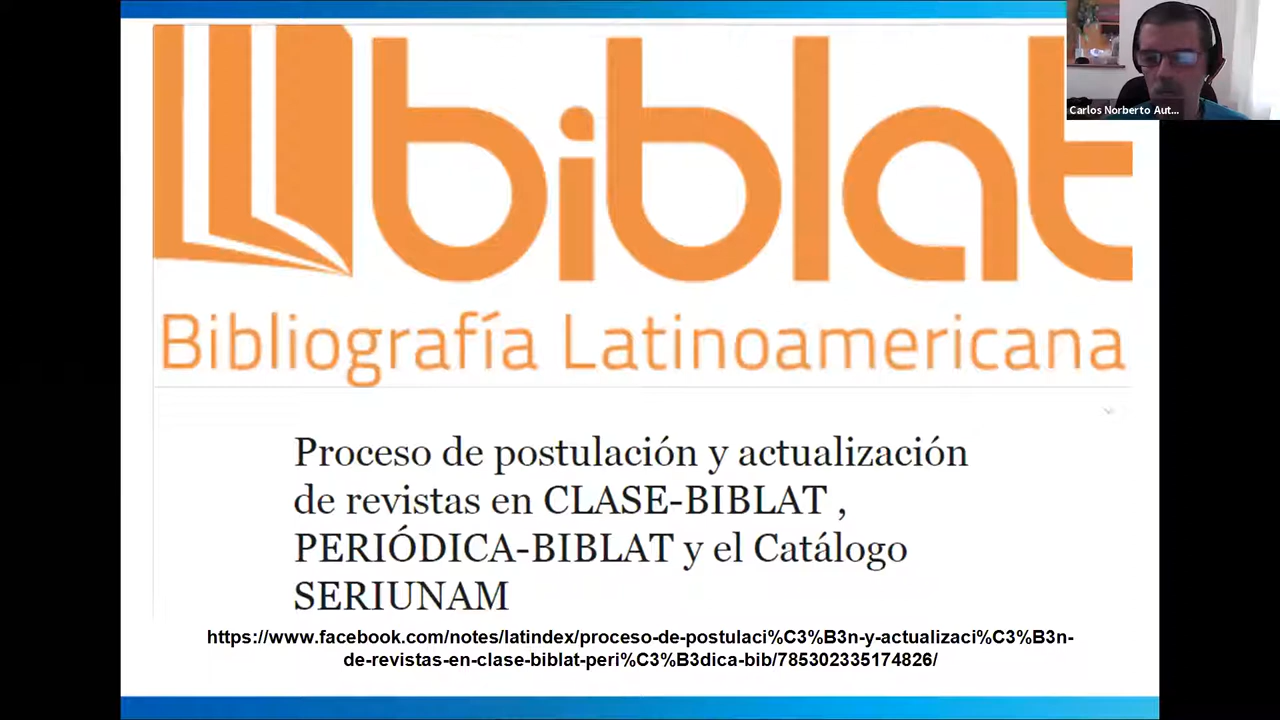 biblat
Carlos Norberto Aut...
Bibliografía Latinoamericana
Proceso de postulación y actualización
de revistas en CLASE-BIBLAT ,
PERIÓDICA-BIBLAT y el Catálogo
SERIUNAM
https://www.facebook.com/notes/latindex/proceso-de-postulaci%C3%B3n-y-actualizaci%C3%B3n-
de-revistas-en-clase-biblat-peri%C3%B3dica-bib/785302335174826/